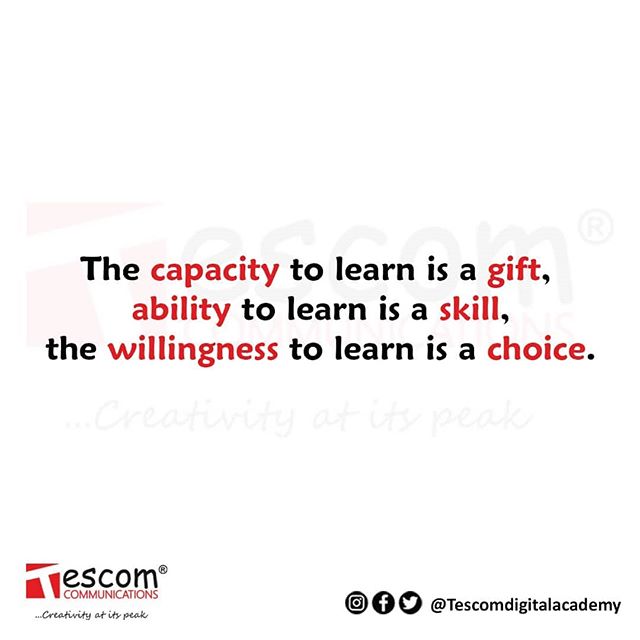 The capacity to learn is a gift,
ability to learn is a skill,
the willingness to learn is a choice.
Tescom®
COMMUNICATIONS
...Creativity at its peak
Tescom®
COMMUNICATIONS
...Creativity at its peak
@Tescomdigitalacademy